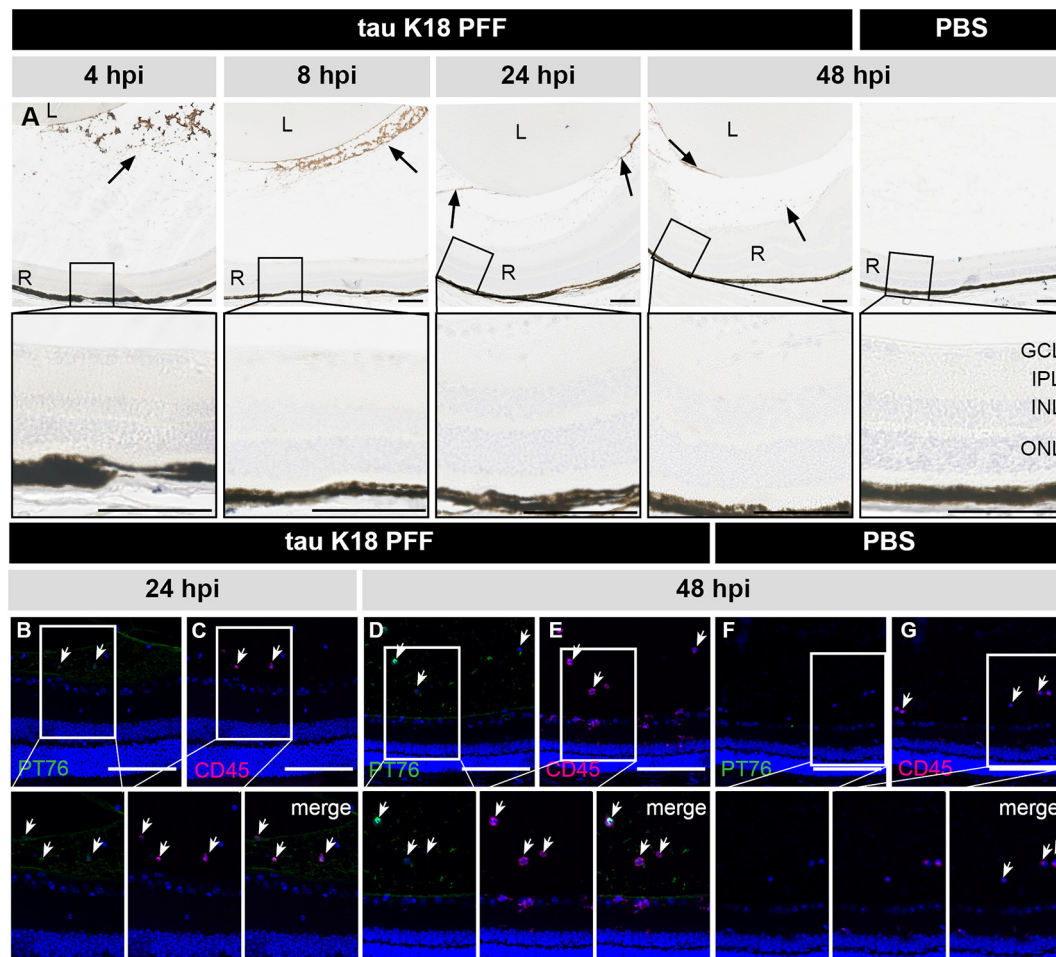 tau K18 PFF PBS
4 hpi 8 hpi 24 hpi 48 hpi
A L L L L
R R R R R
GCL
IPL
INL
ONL
tau K18 PFF PBS
24 hpi 48 hpi
B C D E F G
PT76 CD45 PT76 CD45 PT76 CD45
merge merge merge